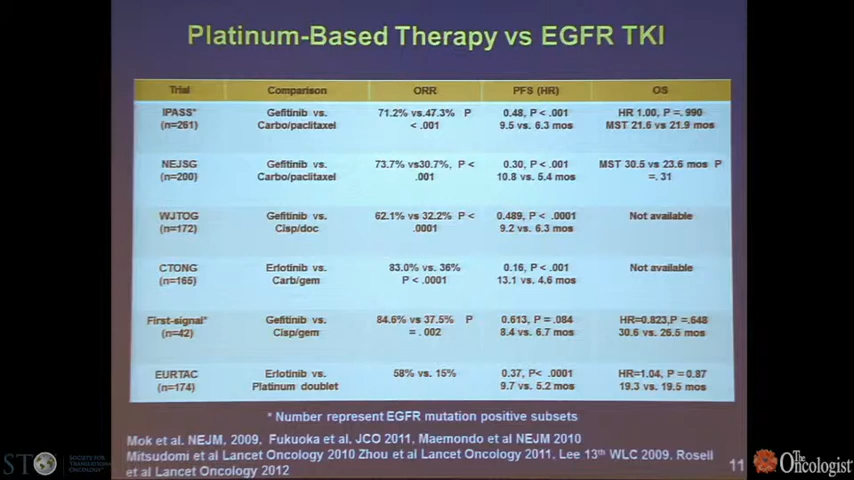 Platinum-Based Therapy vs EGFR TKI
Trial Comparison ORR PFS (HR) OS
IPASS* Gefitinib vs. 71.2% vs.47.3% P 0.48, P < .001 HR 1.00, P =.990
(n=261) Carbo/paclitaxel < .001 9.5 vs. 6.3 mos MST 21.6 vs 21.9 mos
NEJSG Gefitinib vs. 73.7% vs30.7%, P < 0.30, P < .001 MST 30.5 vs 23.6 mos P
(n=200) Carbo/paclitaxel .001 10.8 vs. 5.4 mos =. 31
WJTOG Gefitinib vs. 62.1% vs 32.2% P < 0.489, P < .0001 Not available
(n=172) Cisp/doc .0001 9.2 vs. 6.3 mos
CTONG Erlotinib vs. 83.0% vs. 36% 0.16, P < .001 Not available
(n=165) Carb/gem P < .0001 13.1 vs. 4.6 mos
First-signal* Gefitinib vs. 84.6% vs 37.5% P 0.613, P = .084 HR=0.823,P =.648
(n=42) Cisp/gem = .002 8.4 vs. 6.7 mos 30.6 vs. 26.5 mos
EURTAC Erlotinib vs. 58% vs. 15% 0.37, P< .0001 HR=1.04, P = 0.87
(n=174) Platinum doublet 9.7 vs. 5.2 mos 19.3 vs. 19.5 mos
* Number represent EGFR mutation positive subsets
Mok et al. NEJM, 2009, Fukuoka et al. JCO 2011, Maemondo et al NEJM 2010
Mitsudomi et al Lancet Oncology 2010 Zhou et al Lancet Oncology 2011. Lee 13th WLC 2009. Rosell
et al Lancet Oncology 2012
11
STO
SOCIETY FOR
TRANSLATIONAL
ONCOLOGY
The
Oncologist